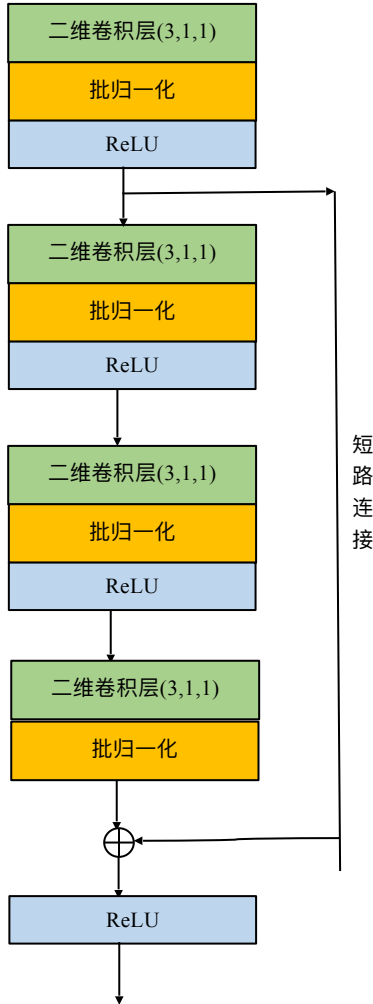 二维卷积层(3,1,1)
批归一化
ReLU
二维卷积层(3,1,1)
批归一化
ReLU
二维卷积层(3,1,1)
批归一化
ReLU
二维卷积层(3,1,1)
批归一化
ReLU
短路连接